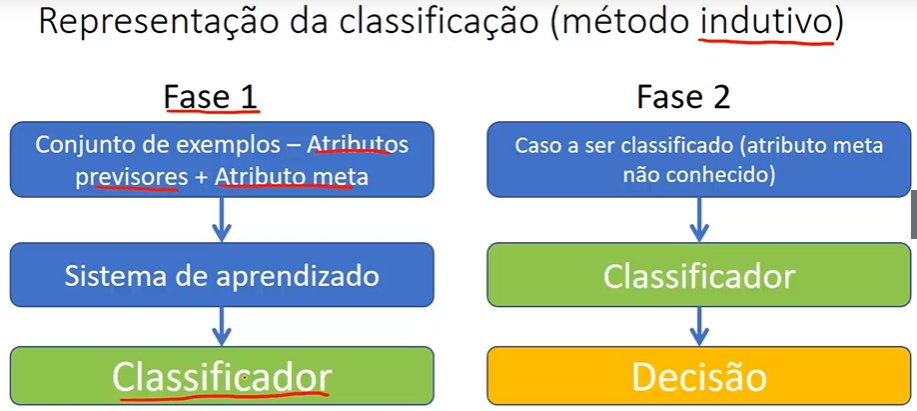 Representação da classificação (método indutivo)
Fase 1
Conjunto de exemplos – Atributos
previsores + Atributo meta
Sistema de aprendizado
Classificador
Fase 2
Caso a ser classificado (atributo meta
não conhecido)
Classificador
Decisão